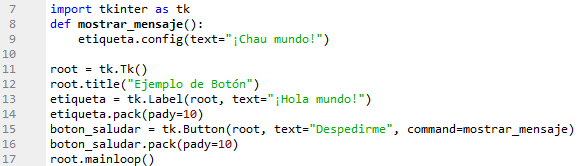 7 import tkinter as tk
8 def mostrar_mensaje():
9     etiqueta.config(text="¡Chau mundo!")
10
11 root = tk.Tk()
12 root.title("Ejemplo de Botón")
13 etiqueta = tk.Label(root, text="¡Hola mundo!")
14 etiqueta.pack(pady=10)
15 boton_saludar = tk.Button(root, text="Despedirme", command=mostrar_mensaje)
16 boton_saludar.pack(pady=10)
17 root.mainloop()